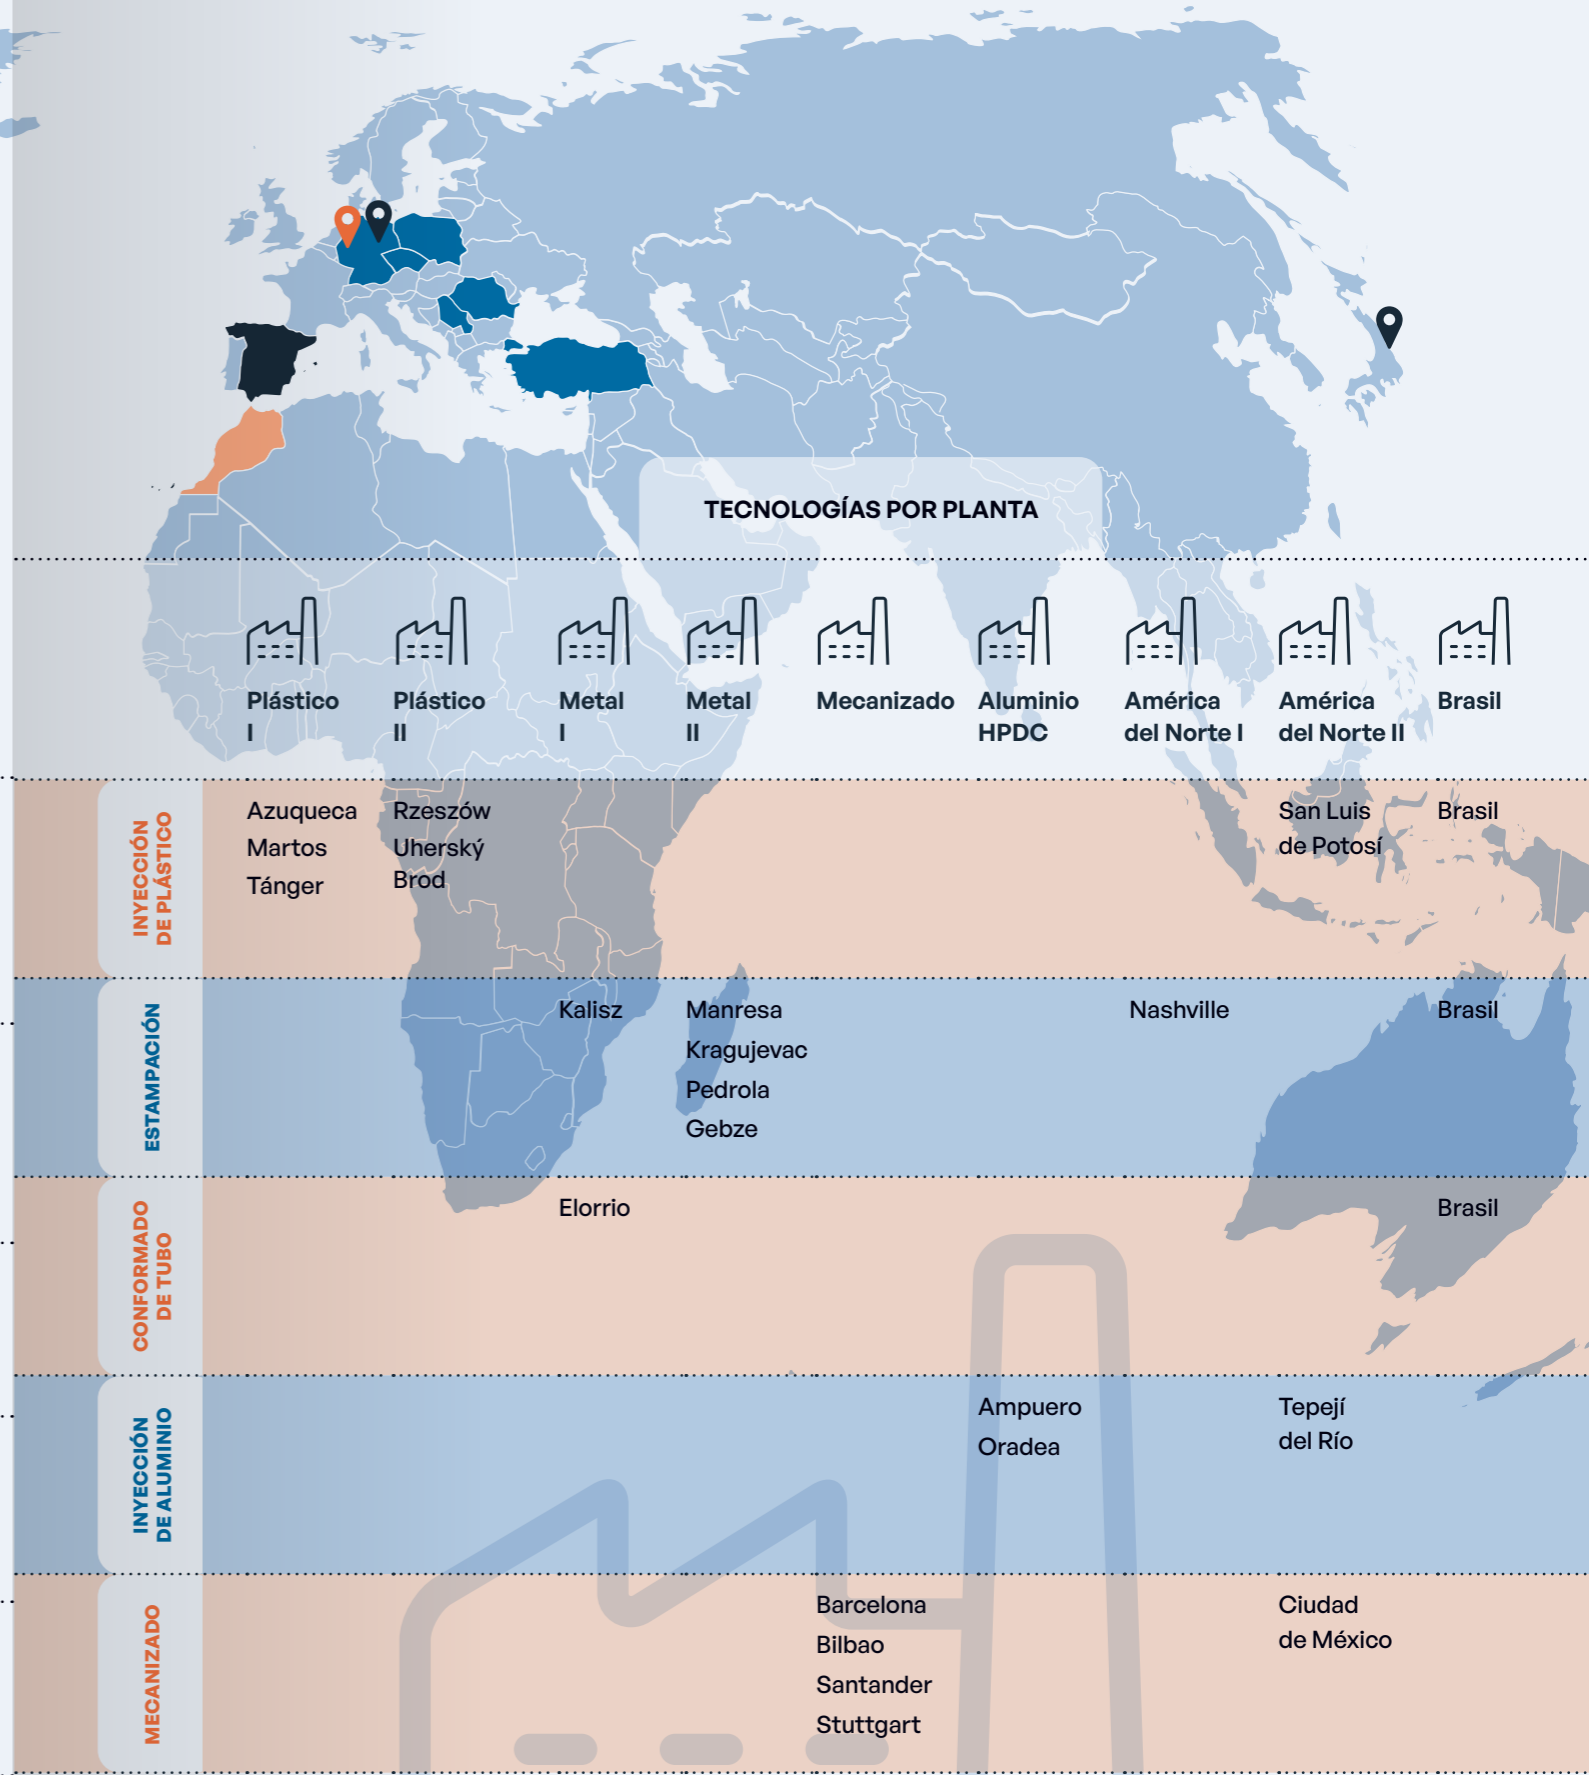 TECNOLOGÍAS POR PLANTA
Plástico
I
Plástico
II
Metal
I
Metal
II
Mecanizado
Aluminio
HPDC
América
del Norte I
América
del Norte II
Brasil
INYECCIÓN
DE PLÁSTICO
Azuqueca
Martos
Tánger
Rzeszów
Uherský
Brod
San Luis
de Potosí
Brasil
ESTAMPACIÓN
Kalisz
Manresa
Kragujevac
Pedrola
Gebze
Nashville
Brasil
CONFORMADO
DE TUBO
Elorrio
Brasil
INYECCIÓN
DE ALUMINIO
Ampuero
Oradea
Tepejí
del Río
MECANIZADO
Barcelona
Bilbao
Santander
Stuttgart
Ciudad
de México